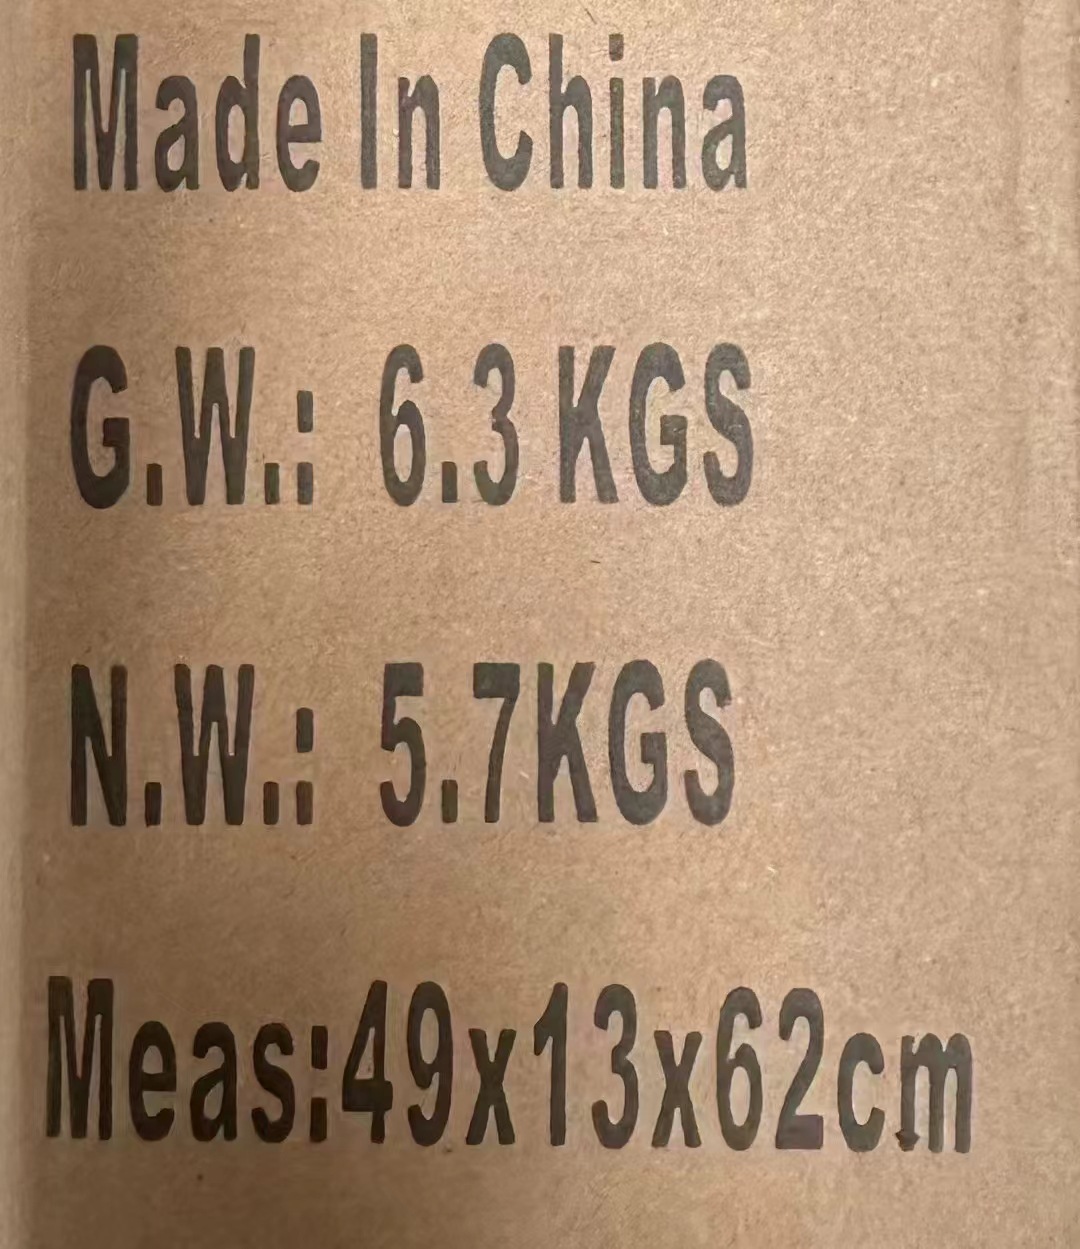 Made In China
G.W.: 6.3 KGS
N.W.: 5.7KGS
Meas:49x13x62cm